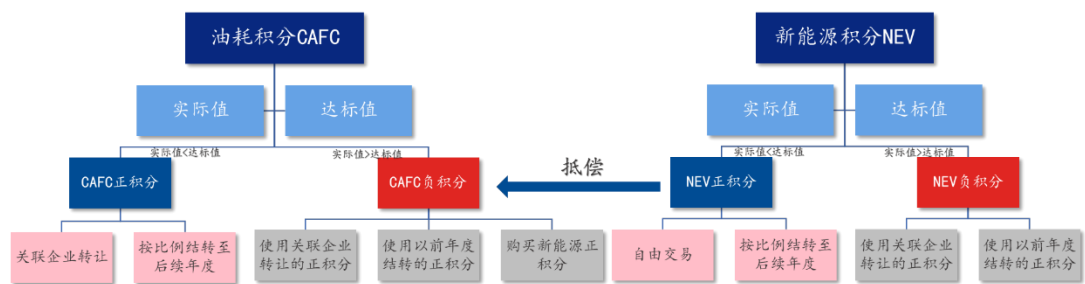 油耗积分CAFC
新能源积分NEV
实际值
达标值
实际值
达标值
实际值<达标值
实际值>达标值
实际值<达标值
实际值>达标值
抵偿
CAFC正积分
CAFC负积分
NEV正积分
NEV负积分
关联企业转让
按比例结转至
后续年度
使用关联企业
转让的正积分
使用以前年度
结转的正积分
购买新能源正
积分
自由交易
按比例结转至
后续年度
使用关联企业
转让的正积分
使用以前年度
结转的正积分